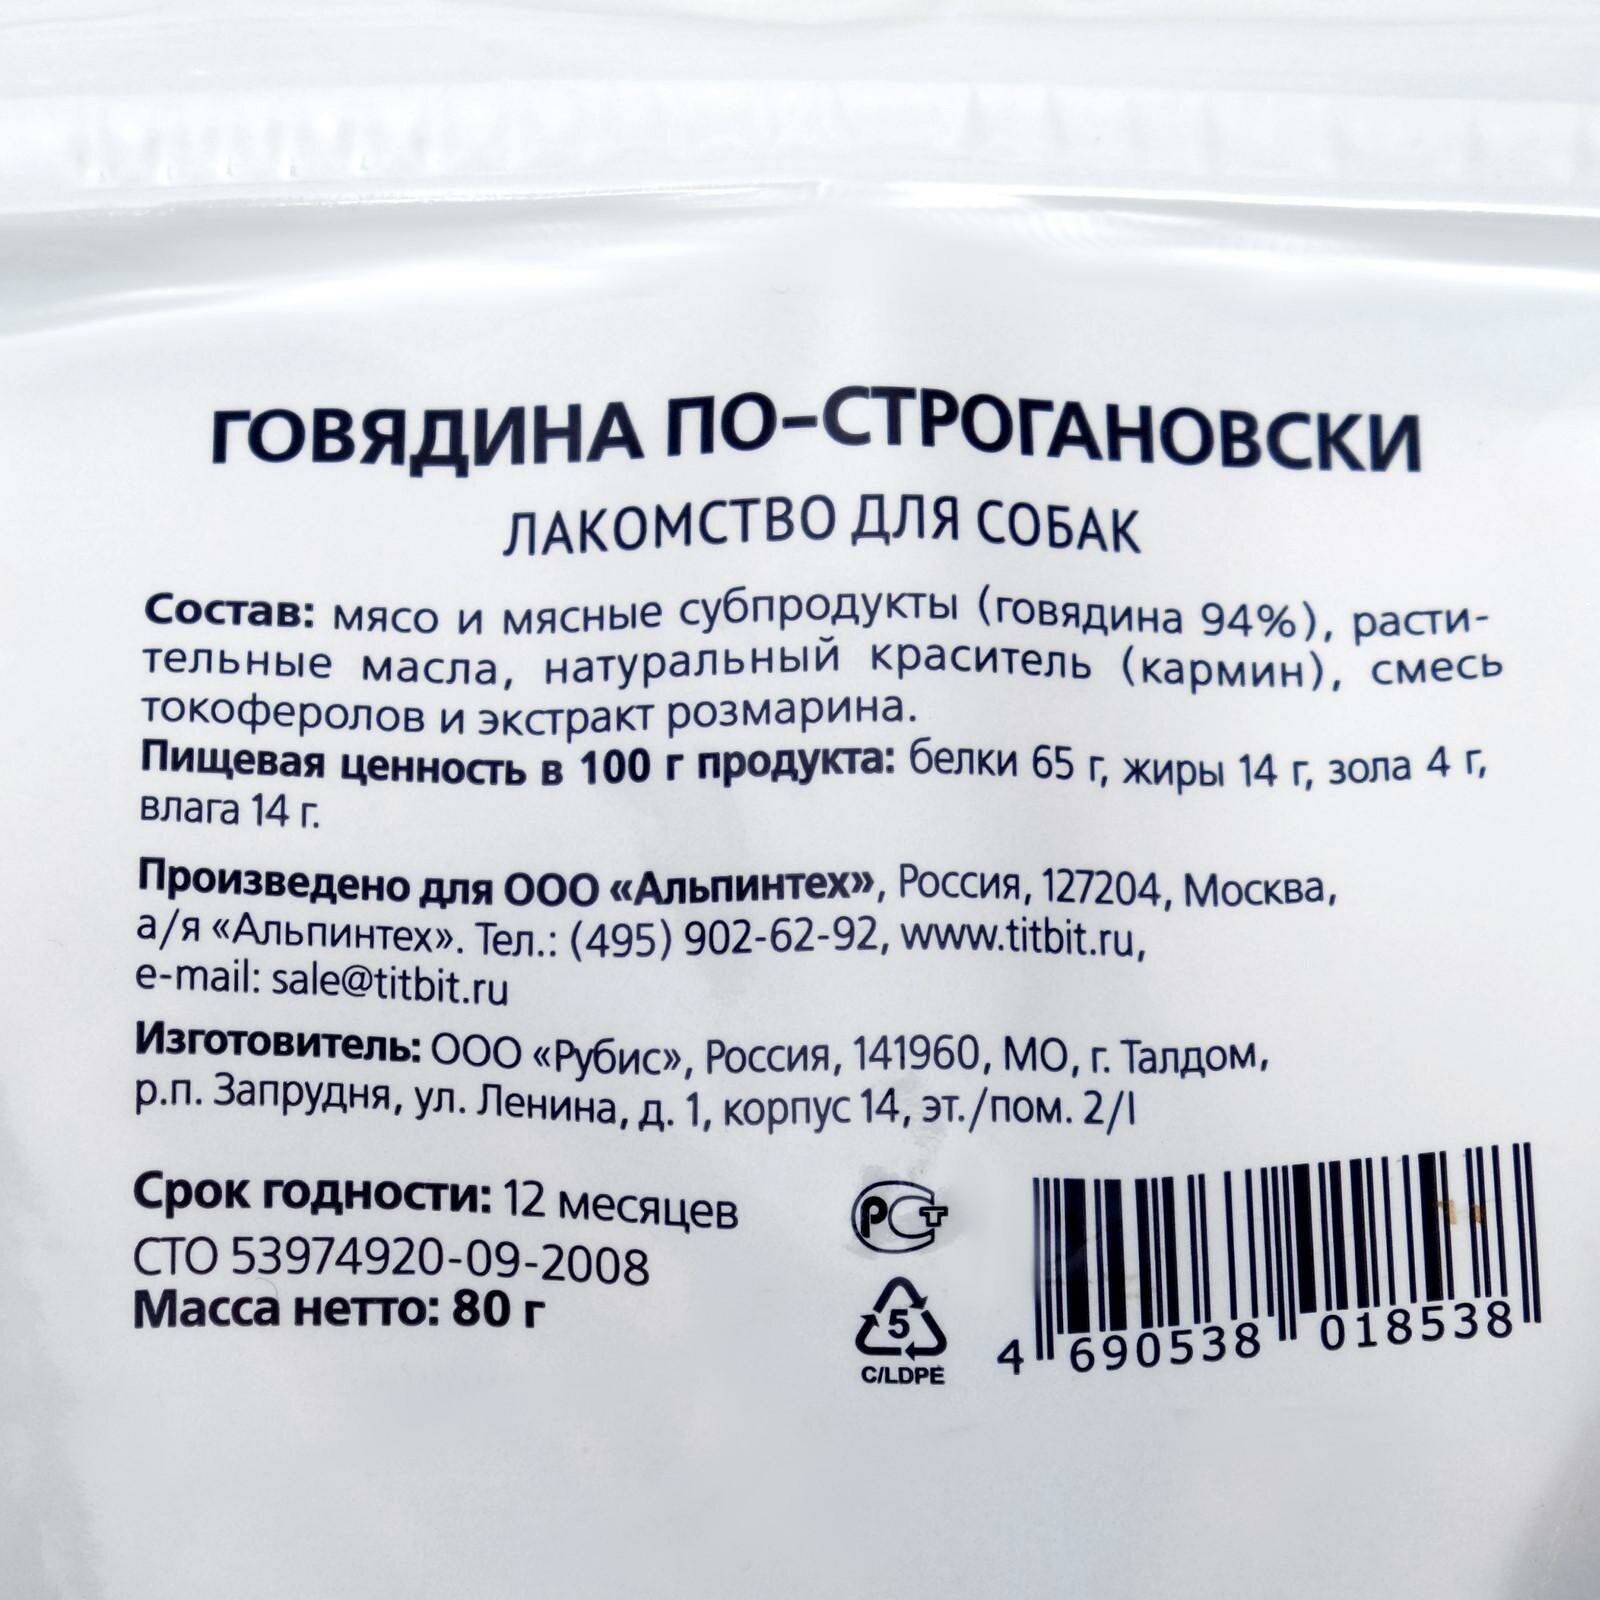 ГОВЯДИНА ПО-СТРОГАНОВСКИ
ЛАКОМСТВО ДЛЯ СОБАК
Состав: мясо и мясные субпродукты (говядина 94%), расти-
тельные масла, натуральный краситель (кармин), смесь
токоферолов и экстракт розмарина.
Пищевая ценность в 100 г продукта: белки 65 г, жиры 14 г, зола 4 г,
влага 14 г.
Произведено для ООО «Альпинтех», Россия, 127204, Москва,
а/я «Альпинтех». Тел.: (495) 902-62-92, www.titbit.ru,
e-mail: sale@titbit.ru
Изготовитель: ООО «Рубис», Россия, 141960, МО, г. Талдом,
р.п. Запрудня, ул. Ленина, д. 1, корпус 14, эт./пом. 2/I
Срок годности: 12 месяцев
СТО 53974920-09-2008
Масса нетто: 80 г
РСТ
5
C/LDPE
4 690538 018538